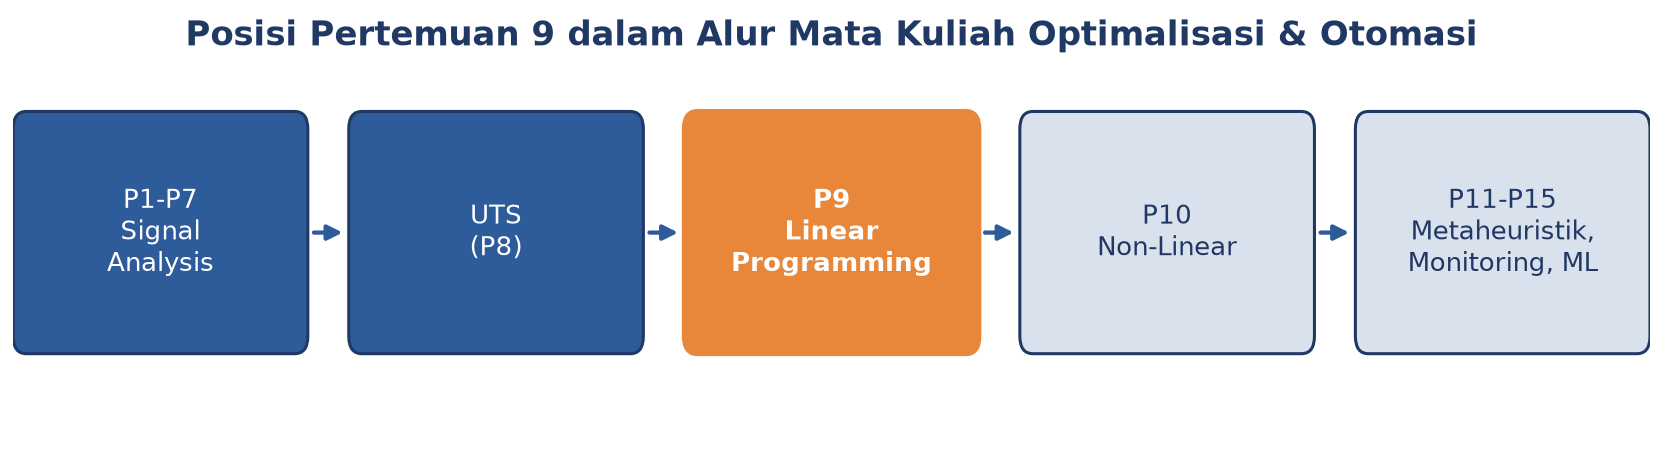 Posisi Pertemuan 9 dalam Alur Mata Kuliah Optimalisasi & Otomasi
P1-P7
Signal
Analysis
UTS
(P8)
P9
Linear
Programming
P10
Non-Linear
P11-P15
Metaheuristik,
Monitoring, ML